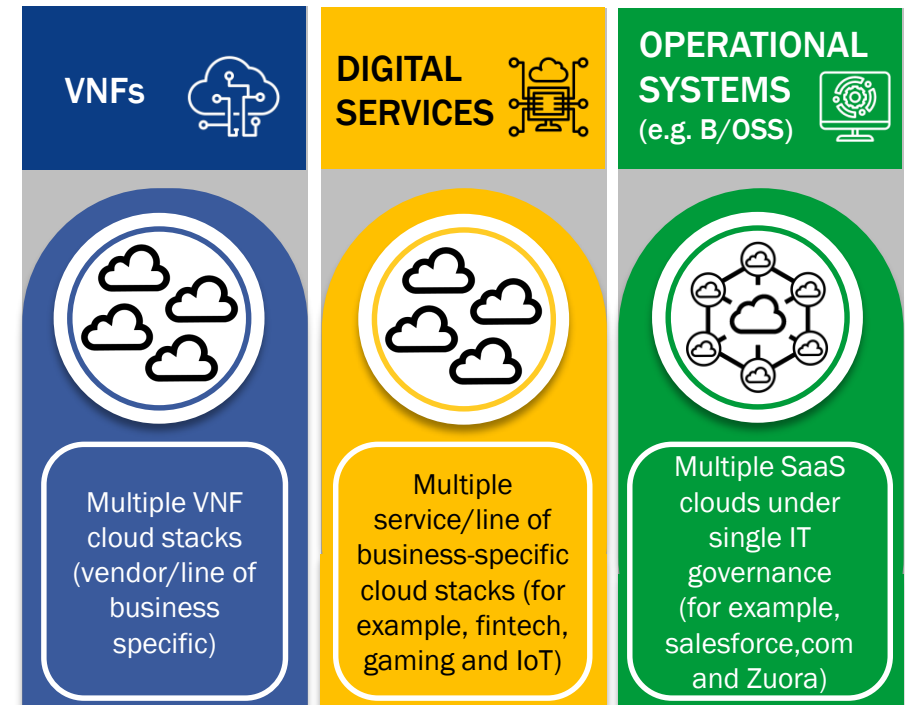 VNFs
DIGITAL
SERVICES
OPERATIONAL
SYSTEMS
(e.g. B/OSS)
Multiple VNF
cloud stacks
(vendor/line of
business
specific)
Multiple
service/line of
business-specific
cloud stacks (for
example, fintech,
gaming and IoT)
Multiple SaaS
clouds under
single IT
governance
(for example,
salesforce,com
and Zuora)